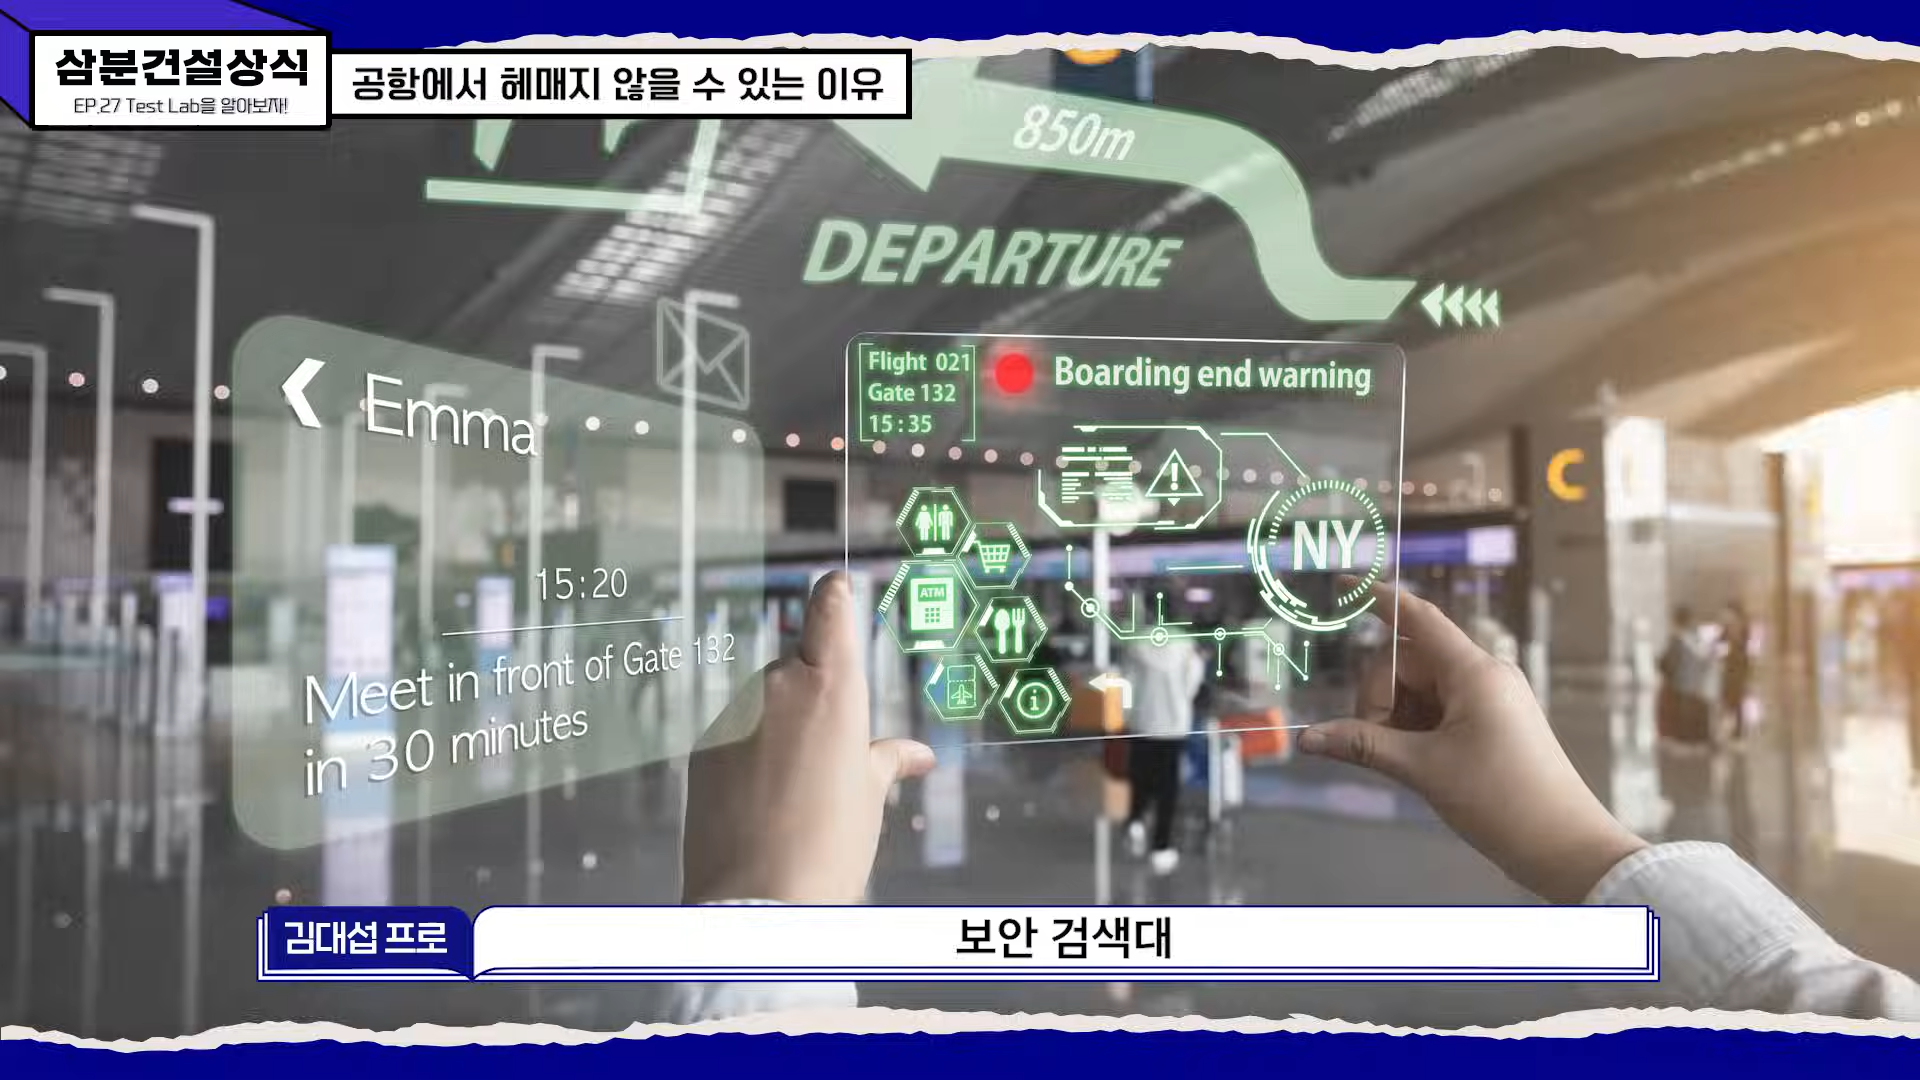 삼분건설상식
EP.27 Test Lab을 알아보자!
공항에서 헤매지 않을 수 있는 이유
850m
DEPARTURE
Emma
15:20
Meet in front of Gate 132
in 30 minutes
Flight 021
Gate 132
15:35
Boarding end warning
NY
ATM
i
C
김대섭 프로
보안 검색대